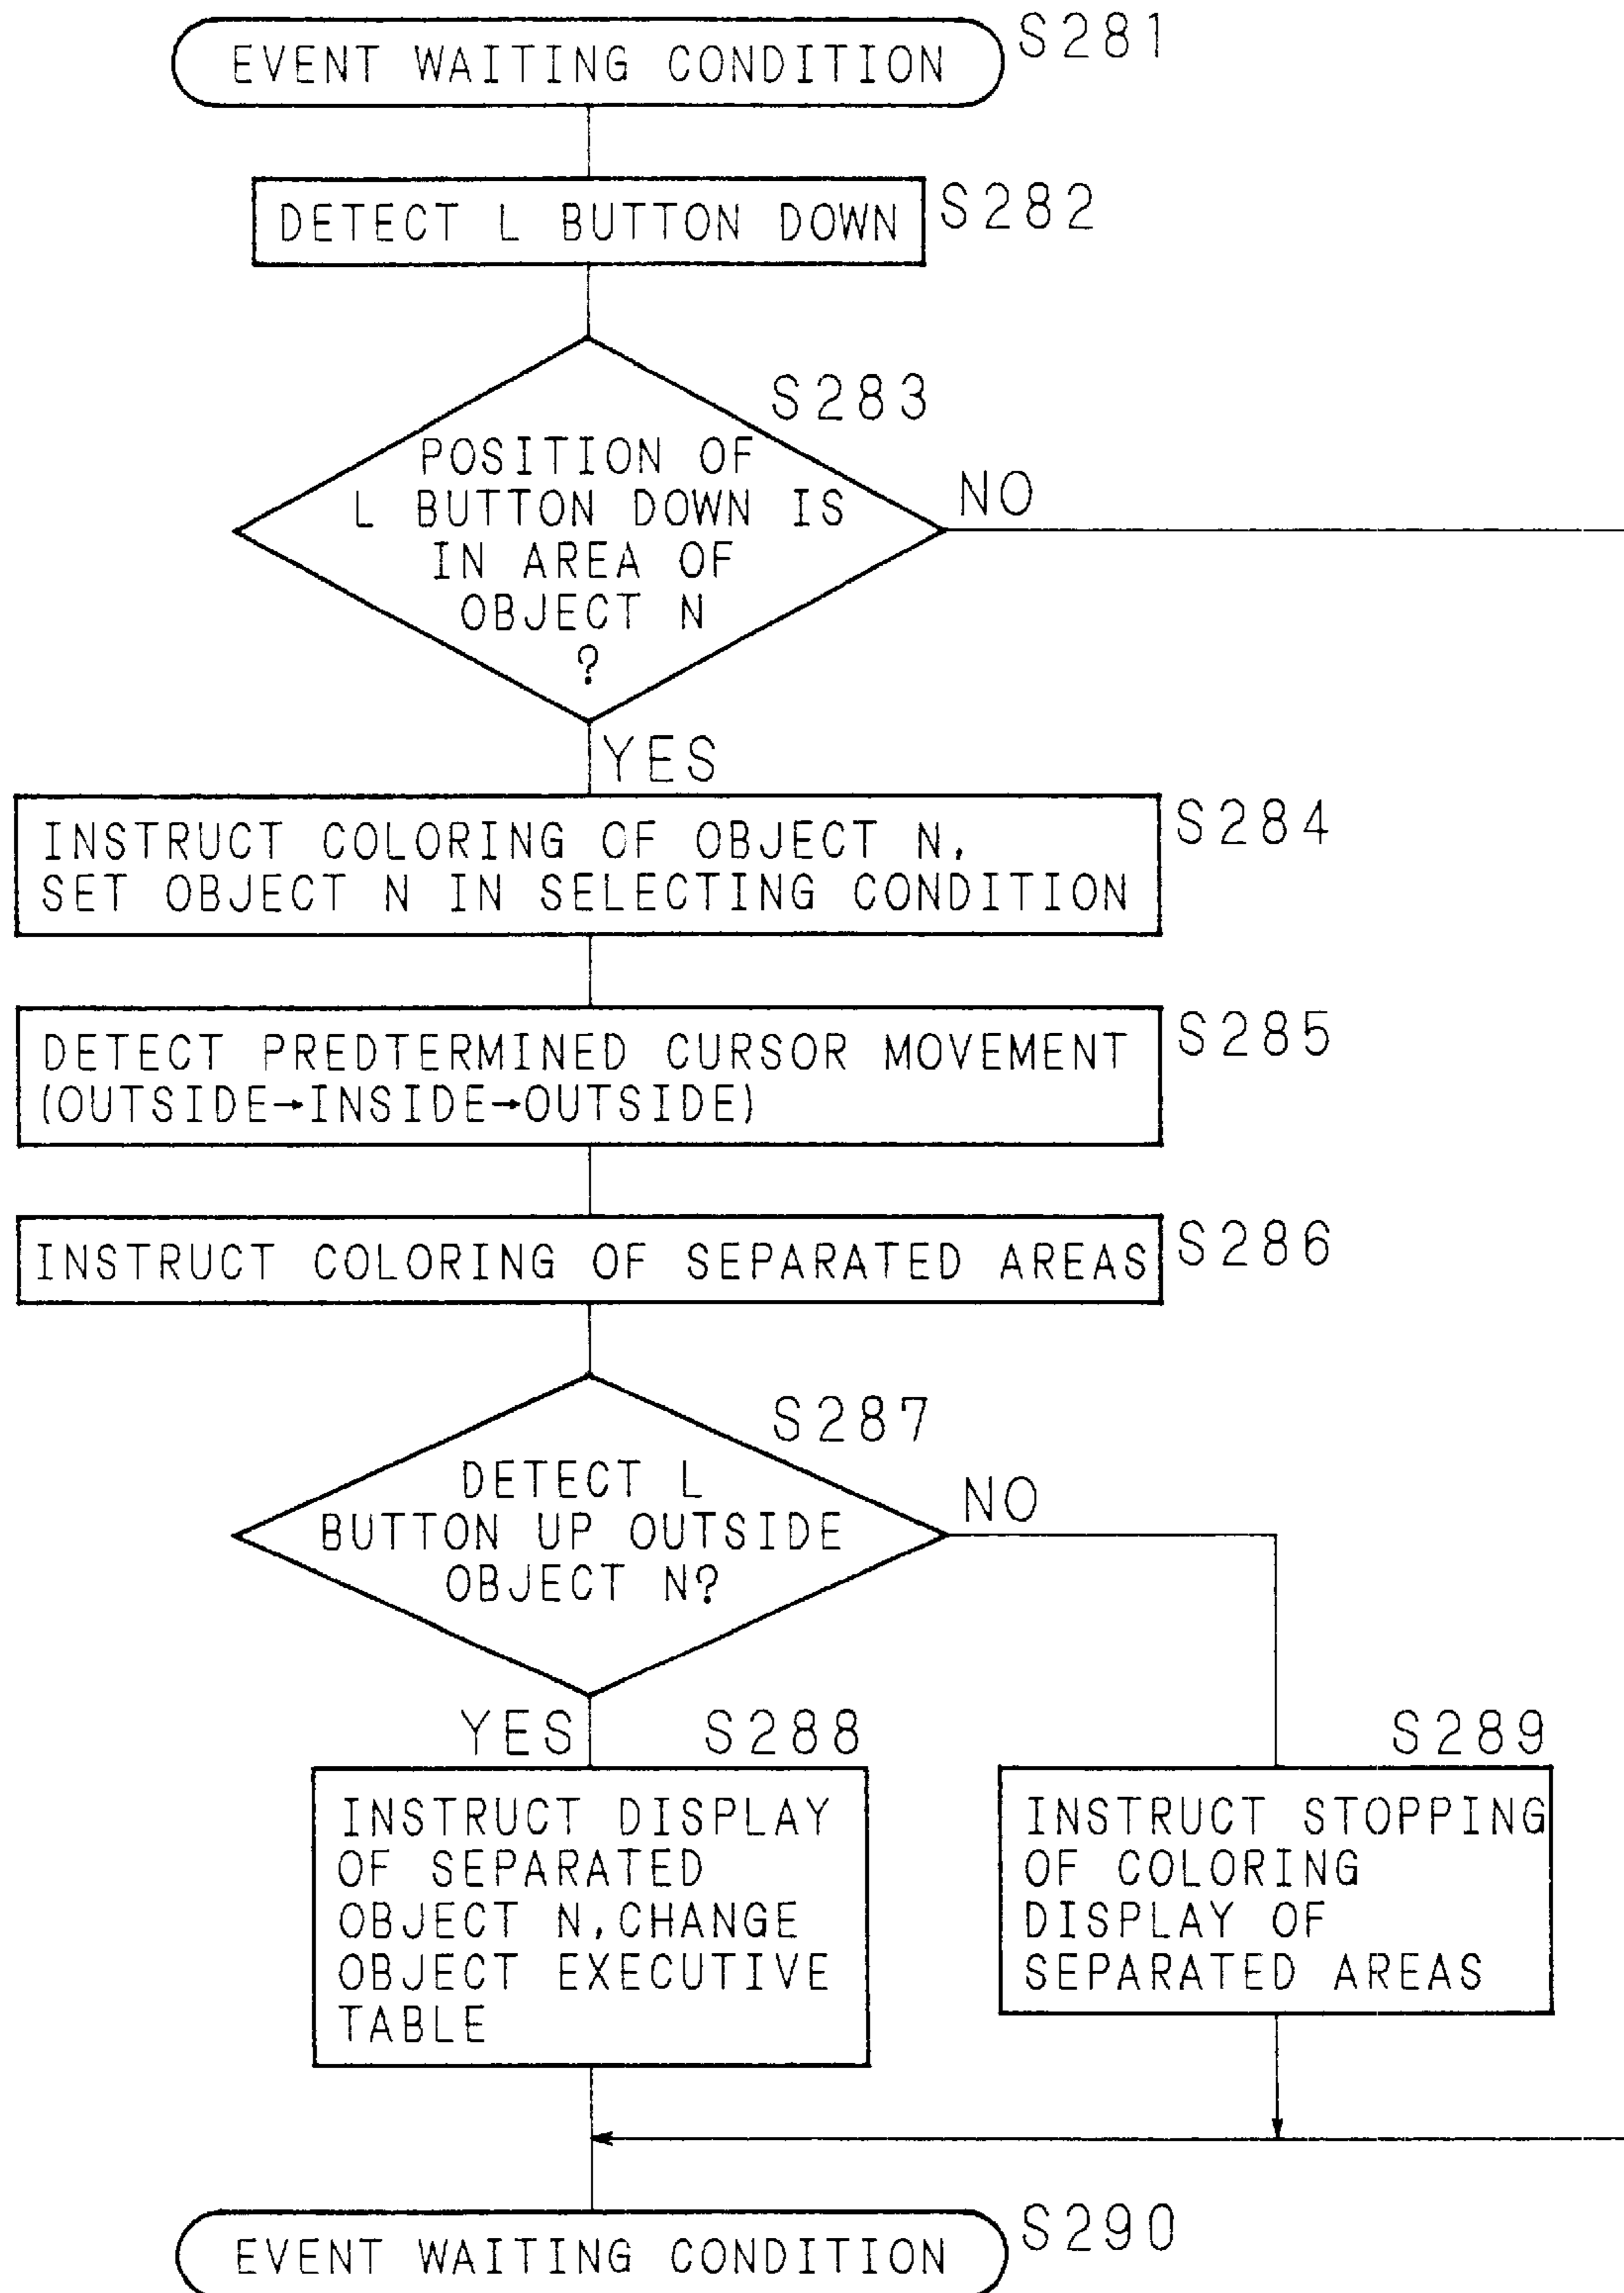 EVENT WAITING CONDITION
S281
DETECT L BUTTON DOWN
S282
S283
POSITION OF
L BUTTON DOWN IS
IN AREA OF
OBJECT N
?
NO
YES
INSTRUCT COLORING OF OBJECT N,
SET OBJECT N IN SELECTING CONDITION
S284
DETECT PREDTERMINED CURSOR MOVEMENT
(OUTSIDE→INSIDE→OUTSIDE)
S285
INSTRUCT COLORING OF SEPARATED AREAS
S286
S287
DETECT L
BUTTON UP OUTSIDE
OBJECT N?
NO
YES
S288
INSTRUCT DISPLAY
OF SEPARATED
OBJECT N,CHANGE
OBJECT EXECUTIVE
TABLE
S289
INSTRUCT STOPPING
OF COLORING
DISPLAY OF
SEPARATED AREAS
EVENT WAITING CONDITION
S290